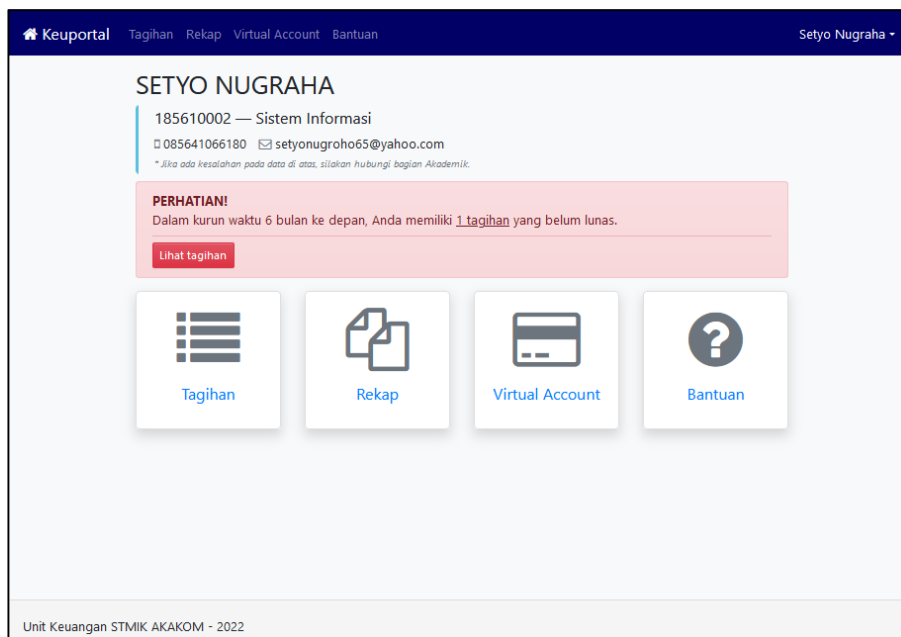 Keuportal Tagihan Rekap Virtual Account Bantuan Setyo Nugraha
SETYO NUGRAHA
185610002 — Sistem Informasi
085641066180 setyonugroho65@yahoo.com
* Jika ada kesalahan pada data di atas, silakan hubungi bagian Akademik.
PERHATIAN!
Dalam kurun waktu 6 bulan ke depan, Anda memiliki 1 tagihan yang belum lunas.
Lihat tagihan
Tagihan Rekap Virtual Account Bantuan
Unit Keuangan STMIK AKAKOM - 2022